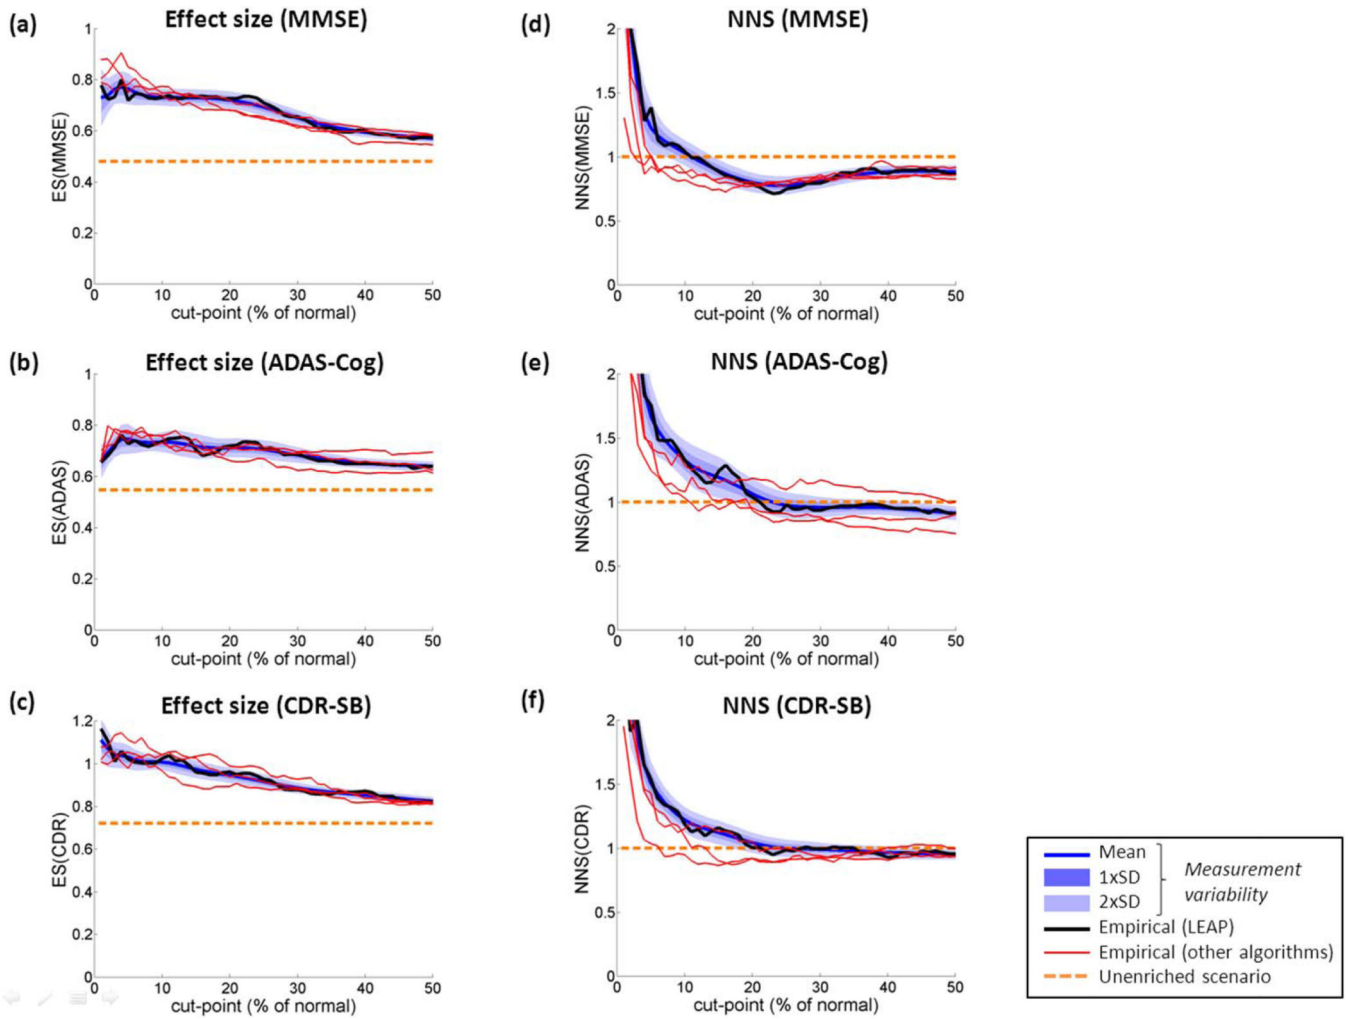 (a)
Effect size (MMSE)
1
0.8
0.6
0.4
0.2
0
ES(MMSE)
0 10 20 30 40 50
cut-point (% of normal)
(d)
NNS (MMSE)
2
1.5
1
0.5
0
NNS(MMSE)
0 10 20 30 40 50
cut-point (% of normal)
(b)
Effect size (ADAS-Cog)
1
0.8
0.6
0.4
0.2
0
ES(ADAS)
0 10 20 30 40 50
cut-point (% of normal)
(e)
NNS (ADAS-Cog)
2
1.5
1
0.5
0
NNS(ADAS)
0 10 20 30 40 50
cut-point (% of normal)
(c)
Effect size (CDR-SB)
1.2
1
0.8
0.6
0.4
0.2
0
ES(CDR)
0 10 20 30 40 50
cut-point (% of normal)
(f)
NNS (CDR-SB)
2
1.5
1
0.5
0
NNS(CDR)
0 10 20 30 40 50
cut-point (% of normal)
Mean
1xSD
2xSD
Measurement
variability
Empirical (LEAP)
Empirical (other algorithms)
Unenriched scenario